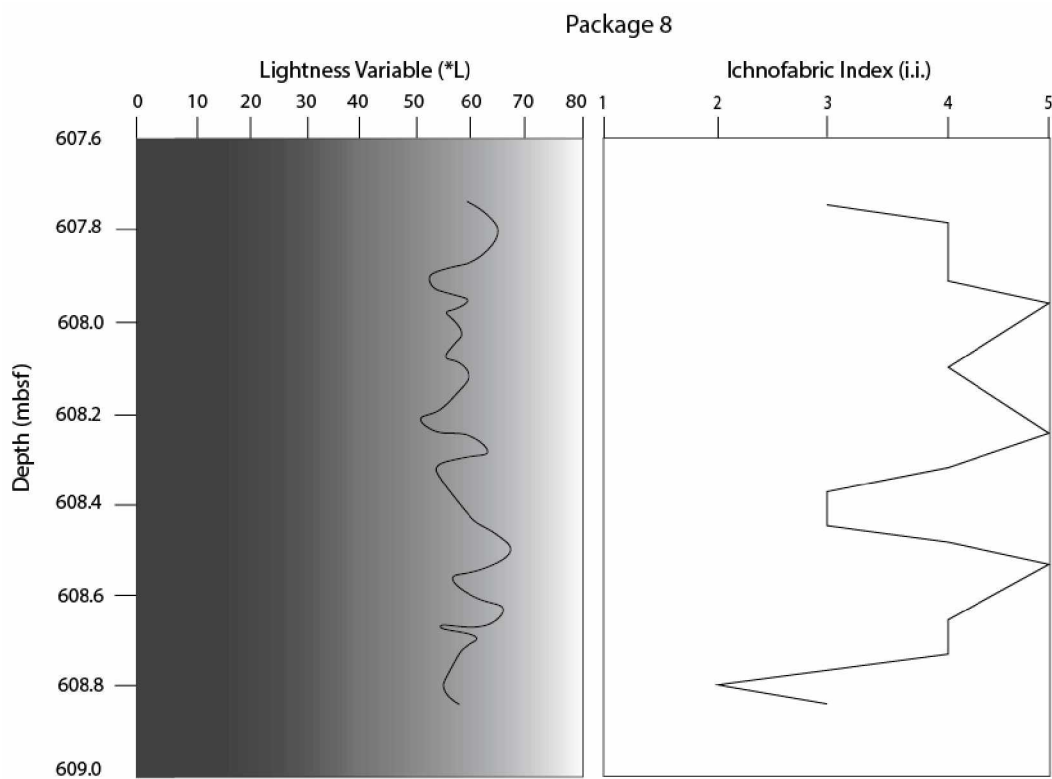 Package 8
Lightness Variable (*L)
Ichnofabric Index (i.i.)
0 10 20 30 40 50 60 70 80
1 2 3 4 5
Depth (mbsf)
607.6
607.8
608.0
608.2
608.4
608.6
608.8
609.0